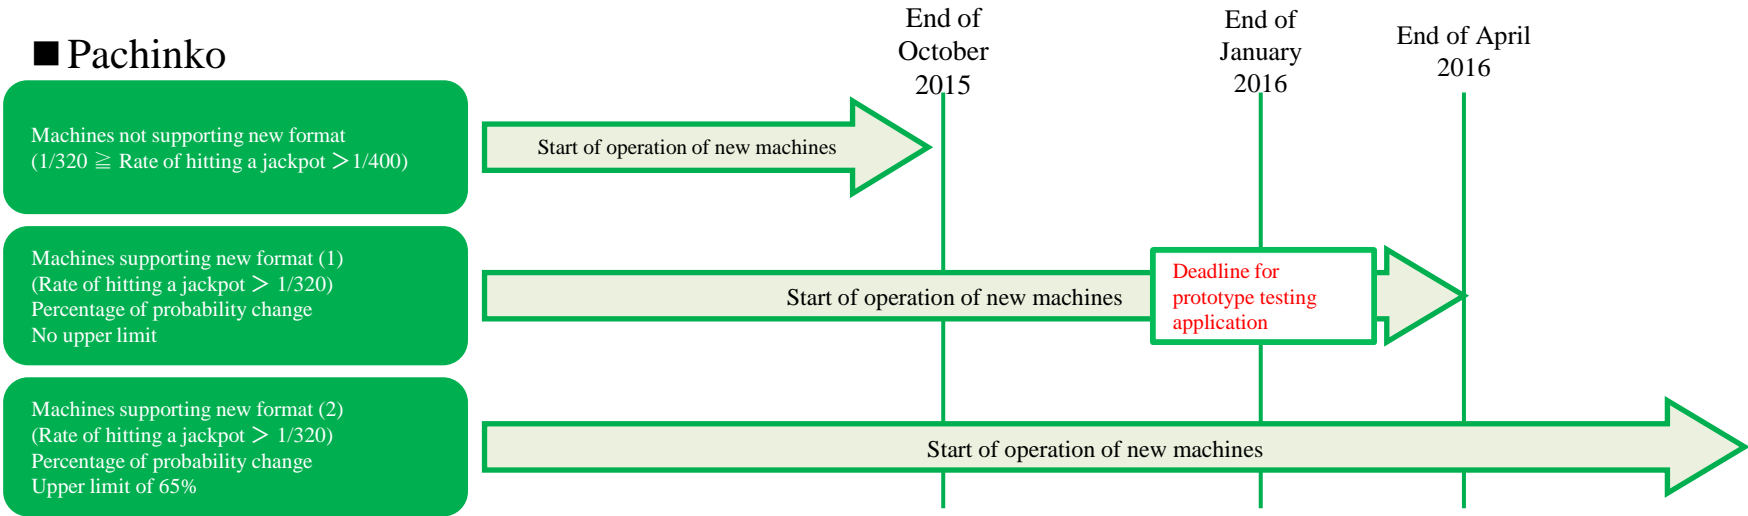 ■ Pachinko
End of
October
2015
End of
January
2016
End of April
2016
Machines not supporting new format
(1/320 ≧ Rate of hitting a jackpot ＞1/400)
Start of operation of new machines
Machines supporting new format (1)
(Rate of hitting a jackpot ＞ 1/320)
Percentage of probability change
No upper limit
Start of operation of new machines
Deadline for
prototype testing
application
Machines supporting new format (2)
(Rate of hitting a jackpot ＞ 1/320)
Percentage of probability change
Upper limit of 65%
Start of operation of new machines